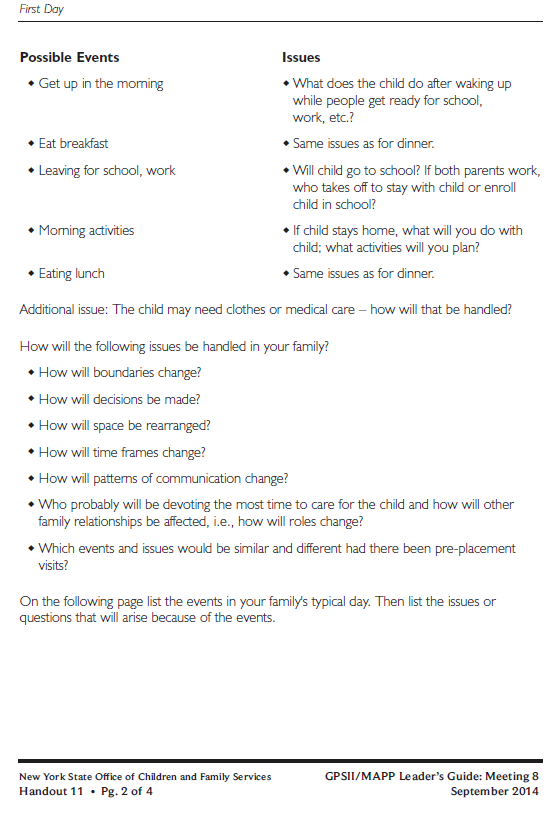 First Day
Possible Events Issues
◆ Get up in the morning ◆ What does the child do after waking up
while people get ready for school,
work, etc.?
◆ Eat breakfast ◆ Same issues as for dinner.
◆ Leaving for school, work ◆ Will child go to school? If both parents work,
who takes off to stay with child or enroll
child in school?
◆ Morning activities ◆ If child stays home, what will you do with
child; what activities will you plan?
◆ Eating lunch ◆ Same issues as for dinner.
Additional issue: The child may need clothes or medical care – how will that be handled?
How will the following issues be handled in your family?
◆ How will boundaries change?
◆ How will decisions be made?
◆ How will space be rearranged?
◆ How will time frames change?
◆ How will patterns of communication change?
◆ Who probably will be devoting the most time to care for the child and how will other
family relationships be affected, i.e., how will roles change?
◆ Which events and issues would be similar and different had there been pre-placement
visits?
On the following page list the events in your family's typical day. Then list the issues or
questions that will arise because of the events.
New York State Office of Children and Family Services GPSII/MAPP Leader's Guide: Meeting 8
Handout 11 • Pg. 2 of 4 September 2014